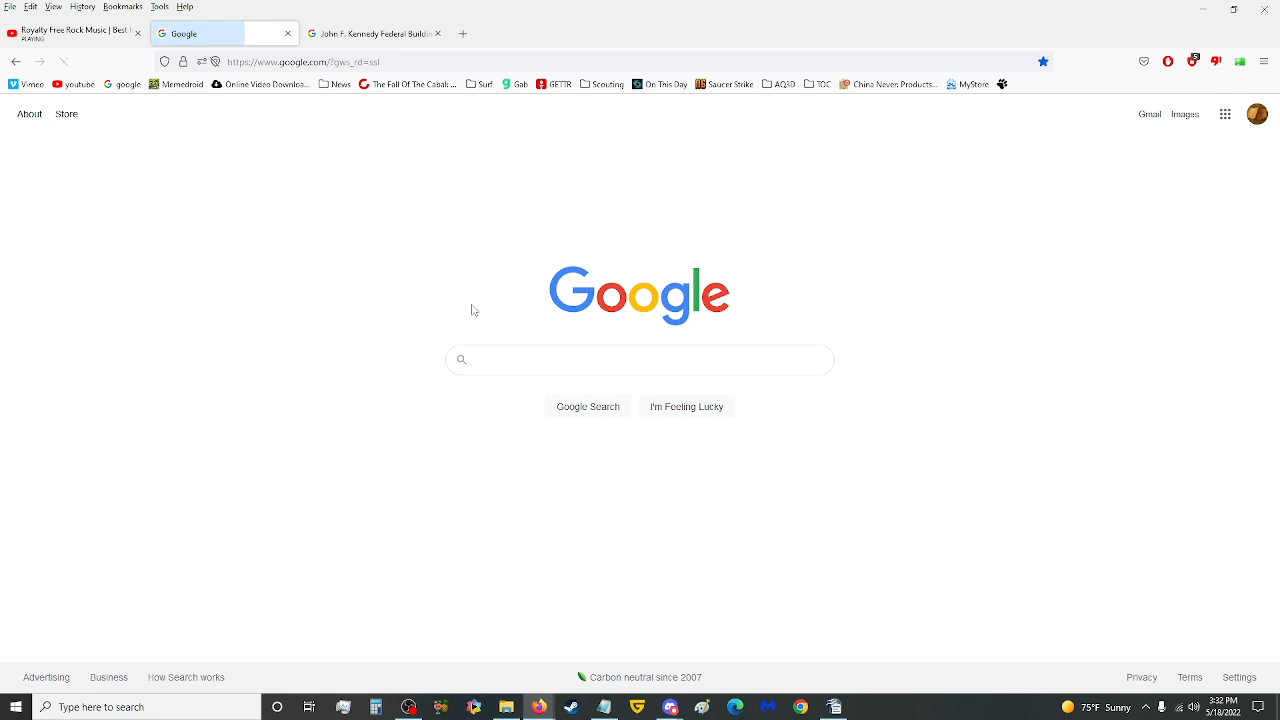 File Edit View History Bookmarks Tools Help
Royalty Free Rock Music | Best I
PLAYING
Google
John F. Kennedy Federal Buildin
https://www.google.com/?gws_rd=ssl
Vimeo youtube google Memedroid Online Video Downloa... News The Fall Of The Cabal: ... Surf Gab GETTR Scouting On This Day Saucer Strike AQ3D TOC China Never Products... MyStore
About Store
Gmail Images
Google
Google Search I'm Feeling Lucky
Advertising Business How Search works
Carbon neutral since 2007
Privacy Terms Settings
Type here to search
75°F Sunny
3:32 PM
5/18/2022